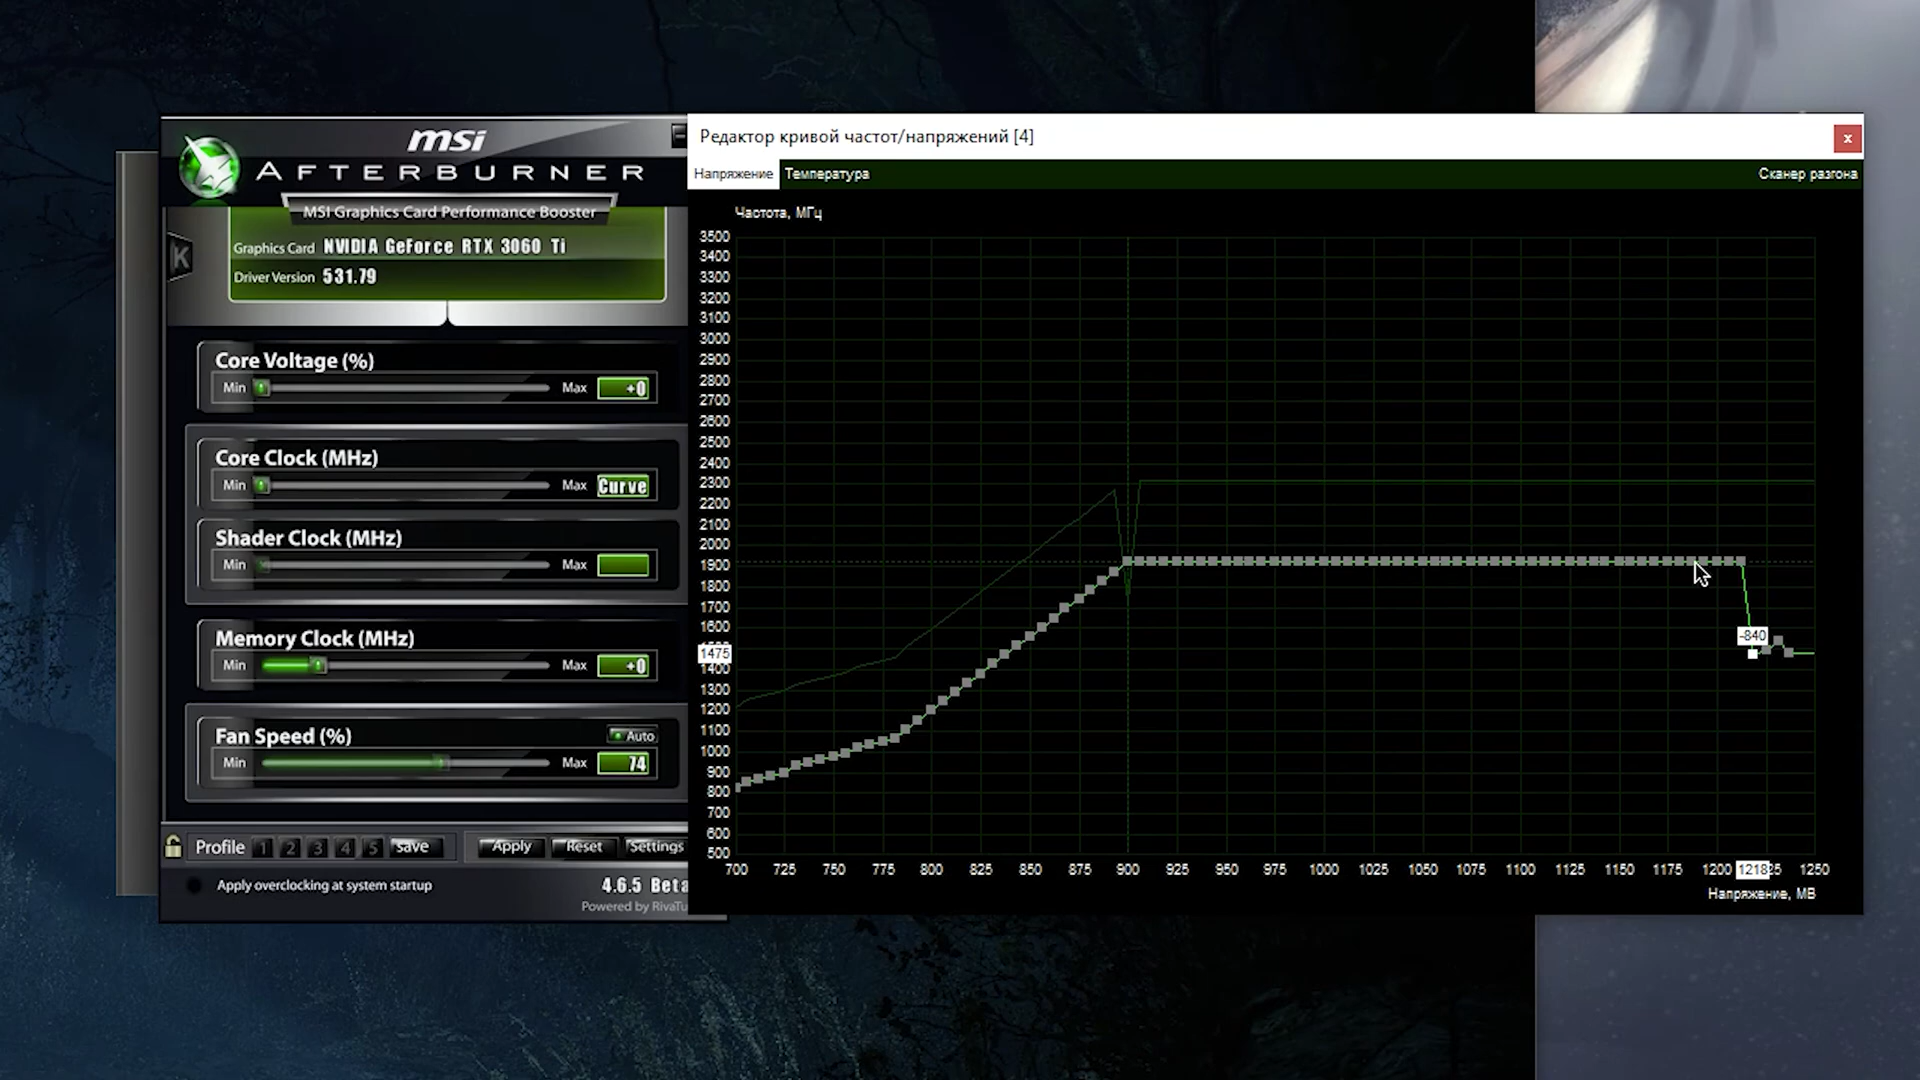 msi
AFTERBURNER
MSI Graphics Card Performance Booster
K
Graphics Card NVIDIA GeForce RTX 3060 Ti
Driver Version 531.79
Core Voltage (%)
Min Max +0
Core Clock (MHz)
Min Max Curve
Shader Clock (MHz)
Min Max
Memory Clock (MHz)
Min Max +0
Fan Speed (%)
Auto
Min Max 74
Profile 1 2 3 4 5 save Apply Reset Settings
Apply overclocking at system startup
4.6.5 Beta
Powered by RivaTu
Редактор кривой частот/напряжений [4]
x
Напряжение Температура Сканер разгона
Частота, МГц
3500
3400
3300
3200
3100
3000
2900
2800
2700
2600
2500
2400
2300
2200
2100
2000
1900
1800
1700
1600
-840
1475
1400
1300
1200
1100
1000
900
800
700
600
500
700 725 750 775 800 825 850 875 900 925 950 975 1000 1025 1050 1075 1100 1125 1150 1175 1200 1218 25 1250
Напряжение, МВ